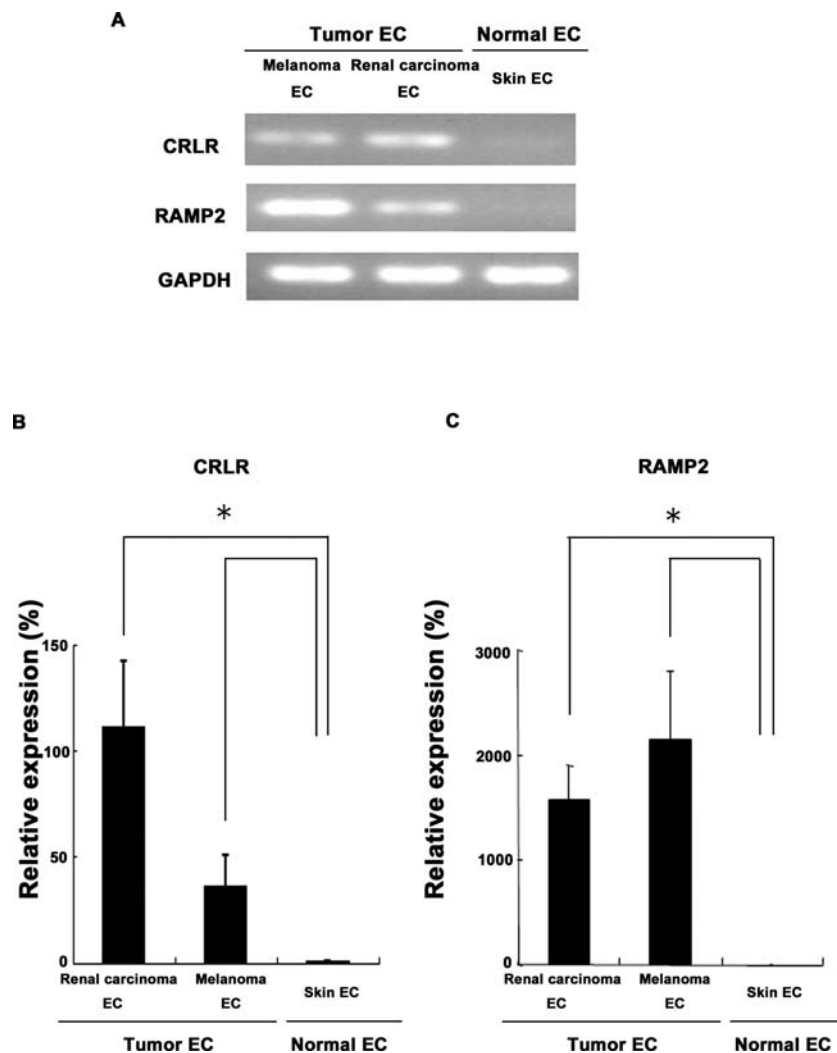 A
Tumor EC Normal EC
Melanoma Renal carcinoma
EC EC Skin EC
CRLR
RAMP2
GAPDH
B C
CRLR RAMP2
* *
Relative expression (%)
150
100
50
0
Renal carcinoma Melanoma Skin EC
EC EC
Tumor EC Normal EC
Relative expression (%)
3000
2000
1000
0
Renal carcinoma Melanoma Skin EC
EC EC
Tumor EC Normal EC